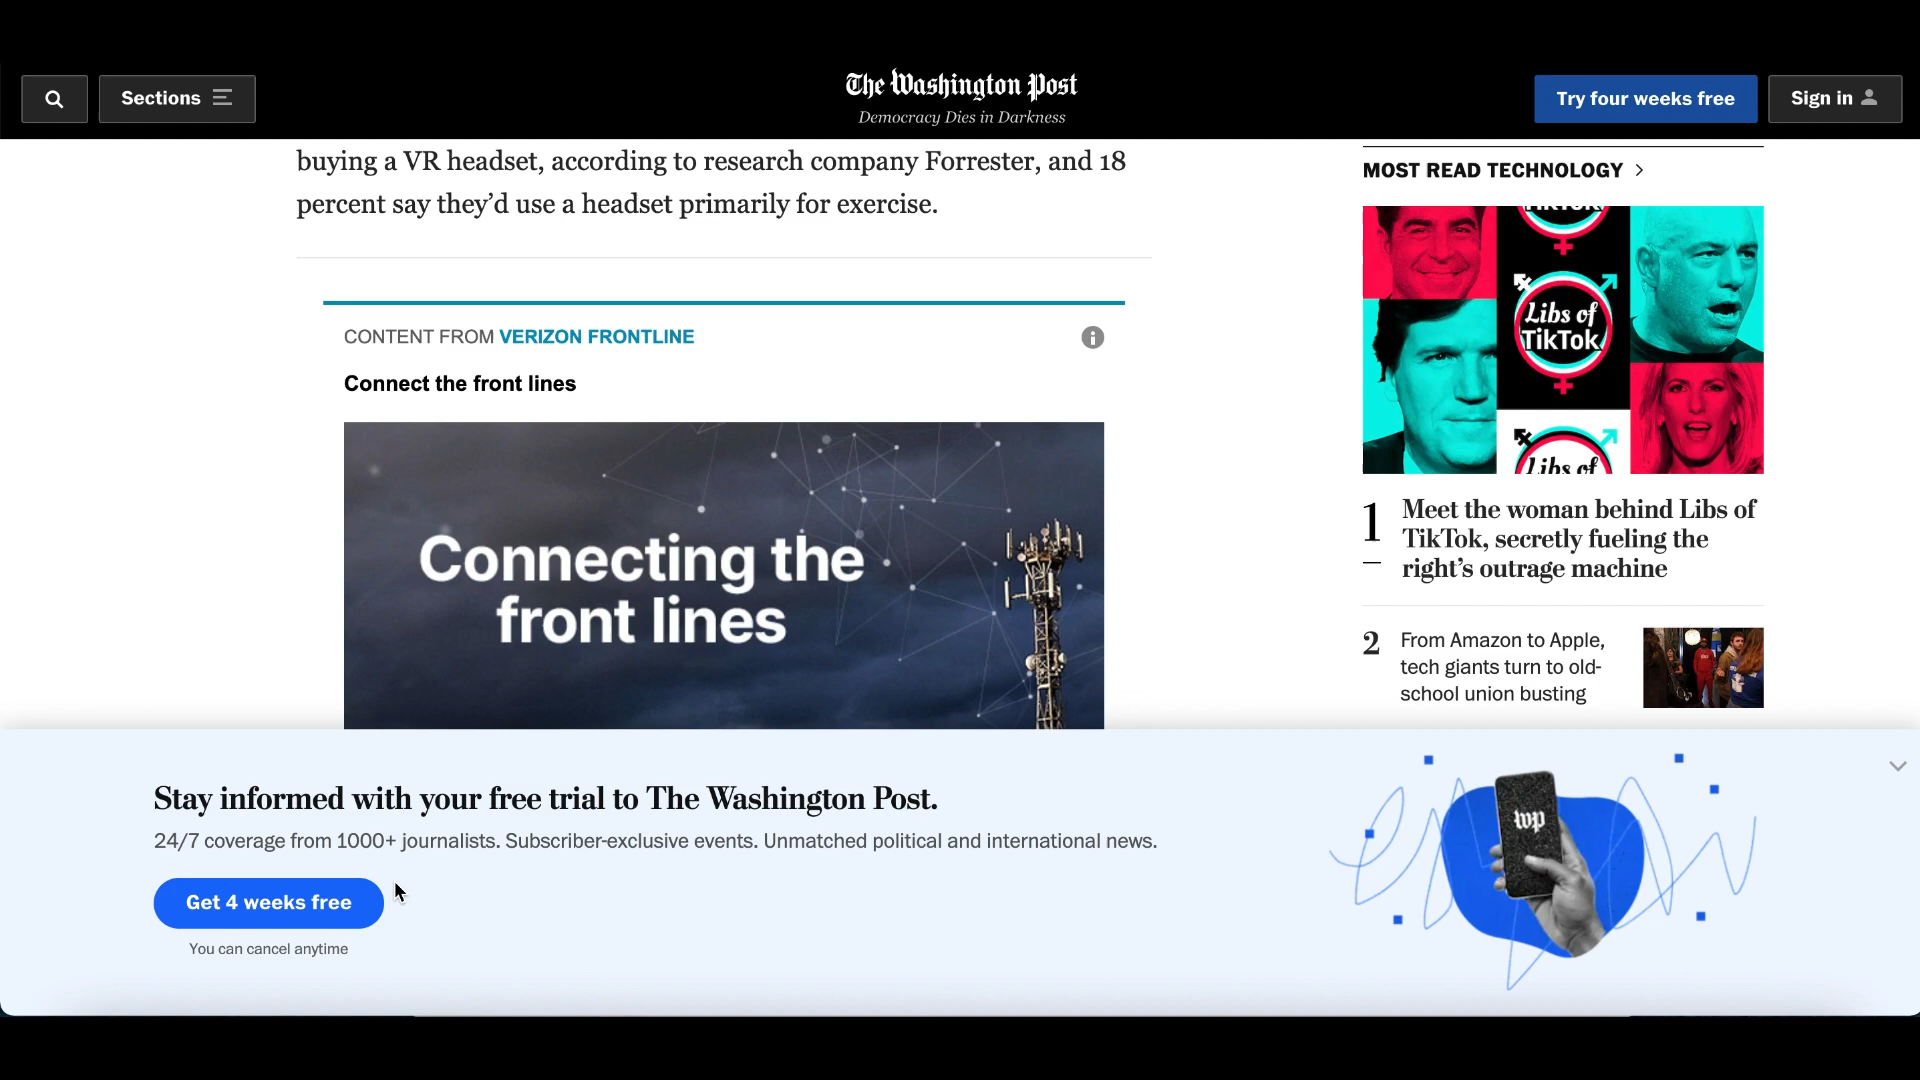 Sections
The Washington Post
Democracy Dies in Darkness
Try four weeks free
Sign in
buying a VR headset, according to research company Forrester, and 18
percent say they’d use a headset primarily for exercise.
CONTENT FROM VERIZON FRONTLINE
Connect the front lines
Connecting the
front lines
MOST READ TECHNOLOGY
TikTok
Libs of
TikTok
Libs of
1 Meet the woman behind Libs of
TikTok, secretly fueling the
right’s outrage machine
2 From Amazon to Apple,
tech giants turn to old-
school union busting
Stay informed with your free trial to The Washington Post.
24/7 coverage from 1000+ journalists. Subscriber-exclusive events. Unmatched political and international news.
Get 4 weeks free
You can cancel anytime
wp